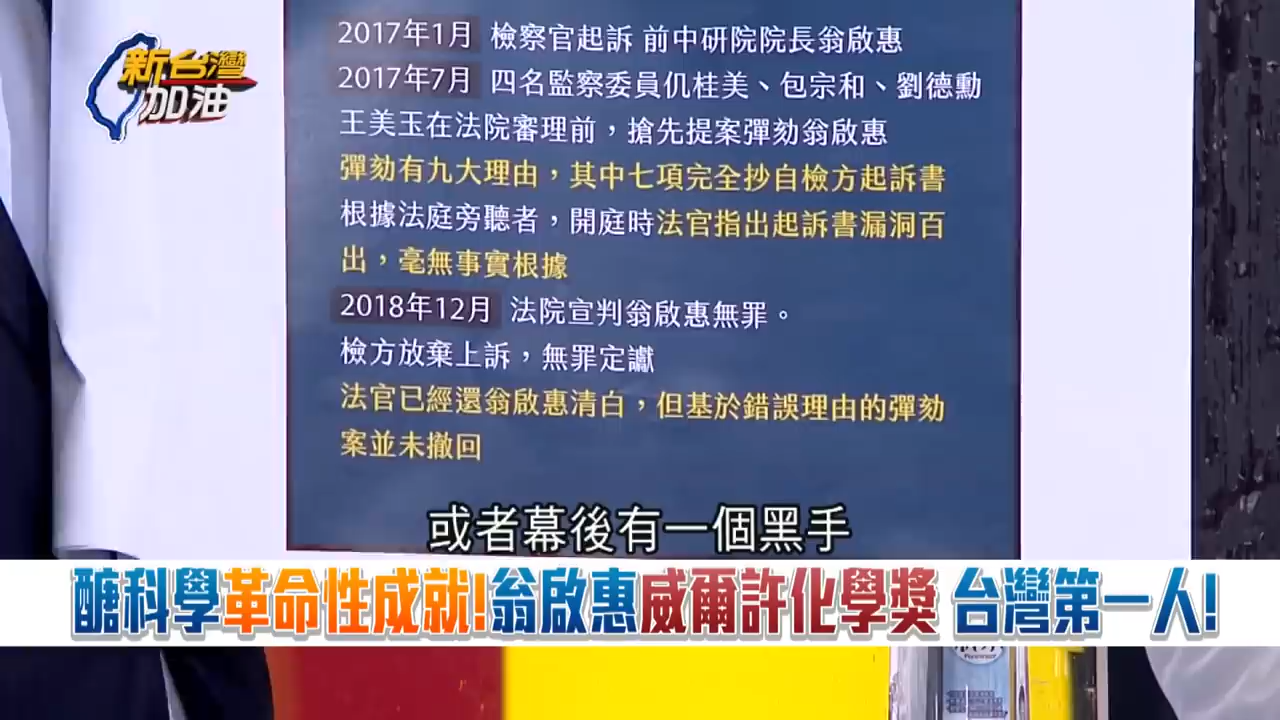 新台灣
加油
2017年1月 檢察官起訴 前中研院院長翁啟惠
2017年7月 四名監察委員仉桂美、包宗和、劉德勳
王美玉在法院審理前，搶先提案彈劾翁啟惠
彈劾有九大理由，其中七項完全抄自檢方起訴書
根據法庭旁聽者，開庭時法官指出起訴書漏洞百
出，毫無事實根據
2018年12月 法院宣判翁啟惠無罪。
檢方放棄上訴，無罪定讞
法官已經還翁啟惠清白，但基於錯誤理由的彈劾
案並未撤回
或者幕後有一個黑手
醣科學革命性成就!翁啟惠威爾許化學獎 台灣第一人!